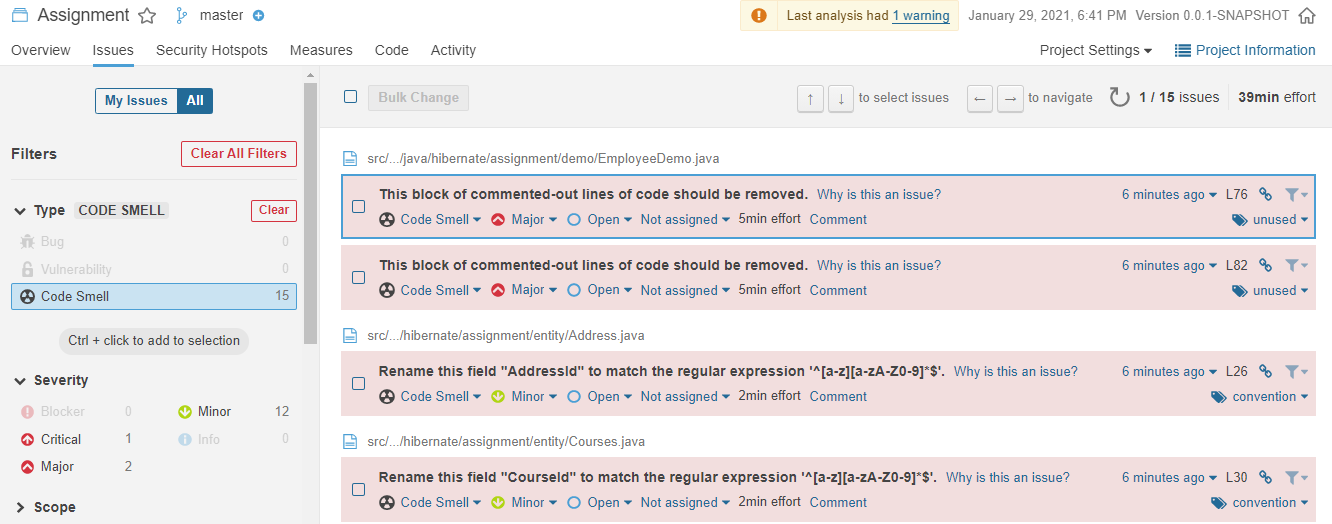 Assignment master Last analysis had 1 warning January 29, 2021, 6:41 PM Version 0.0.1-SNAPSHOT
Overview Issues Security Hotspots Measures Code Activity Project Settings Project Information
My Issues All
Bulk Change ↑ ↓ to select issues ← → to navigate 1 / 15 issues 39min effort
Filters Clear All Filters
Type CODE SMELL Clear
Bug 0
Vulnerability 0
Code Smell 15
Ctrl + click to add to selection
Severity
Blocker 0 Minor 12
Critical 1 Info 0
Major 2
Scope
src/.../java/hibernate/assignment/demo/EmployeeDemo.java
This block of commented-out lines of code should be removed. Why is this an issue? 6 minutes ago L76
Code Smell Major Open Not assigned 5min effort Comment unused
This block of commented-out lines of code should be removed. Why is this an issue? 6 minutes ago L82
Code Smell Major Open Not assigned 5min effort Comment unused
src/.../hibernate/assignment/entity/Address.java
Rename this field "AddressId" to match the regular expression '^[a-z][a-zA-Z0-9]*$'. Why is this an issue? 6 minutes ago L26
Code Smell Minor Open Not assigned 2min effort Comment convention
src/.../hibernate/assignment/entity/Courses.java
Rename this field "CourseId" to match the regular expression '^[a-z][a-zA-Z0-9]*$'. Why is this an issue? 6 minutes ago L30
Code Smell Minor Open Not assigned 2min effort Comment convention